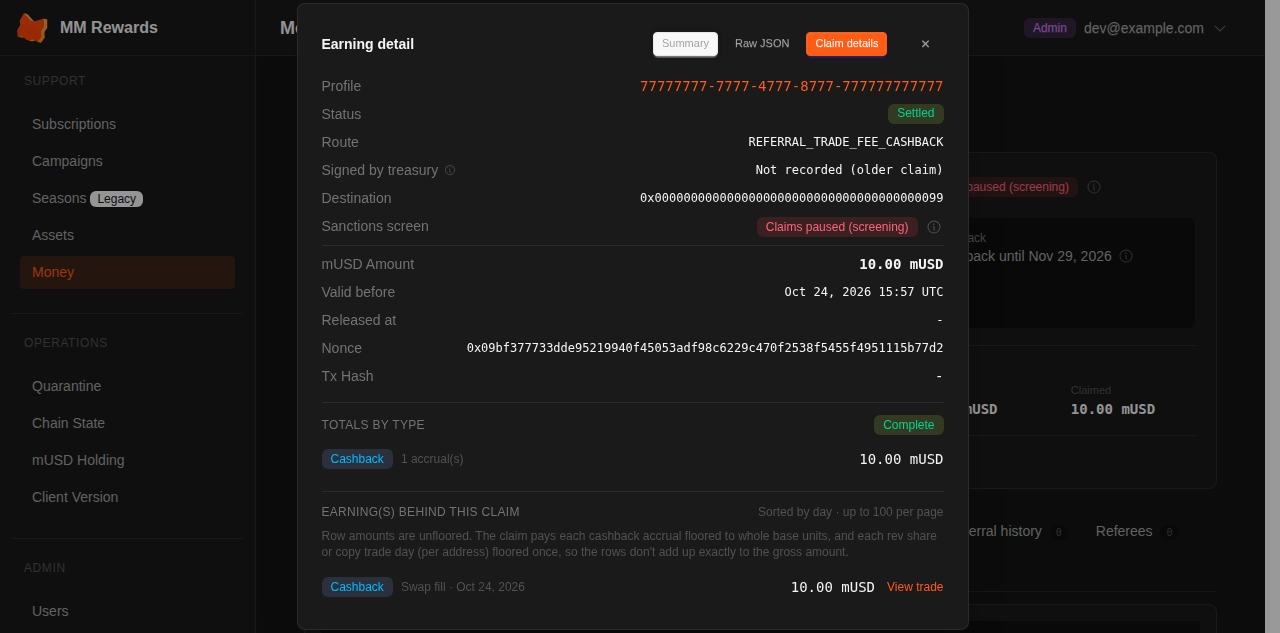 MM Rewards
Admin
dev@example.com
SUPPORT
Subscriptions
Campaigns
Seasons Legacy
Assets
Money
OPERATIONS
Quarantine
Chain State
mUSD Holding
Client Version
ADMIN
Users
Earning detail
Summary
Raw JSON
Claim details
×
Profile 77777777-7777-4777-8777-777777777777
Status Settled
Route REFERRAL_TRADE_FEE_CASHBACK
Signed by treasury Not recorded (older claim)
Destination 0x0000000000000000000000000000000000000099
Sanctions screen Claims paused (screening)
mUSD Amount 10.00 mUSD
Valid before Oct 24, 2026 15:57 UTC
Released at -
Nonce 0x09bf377733dde95219940f45053adf98c6229c470f2538f5455f4951115b77d2
Tx Hash -
TOTALS BY TYPE Complete
Cashback 1 accrual(s) 10.00 mUSD
EARNING(S) BEHIND THIS CLAIM Sorted by day · up to 100 per page
Row amounts are unfloored. The claim pays each cashback accrual floored to whole base units, and each rev share
or copy trade day (per address) floored once, so the rows don't add up exactly to the gross amount.
Cashback Swap fill · Oct 24, 2026 10.00 mUSD View trade
paused (screening)
until Nov 29, 2026
Claimed
10.00 mUSD
history 0 Referees 0